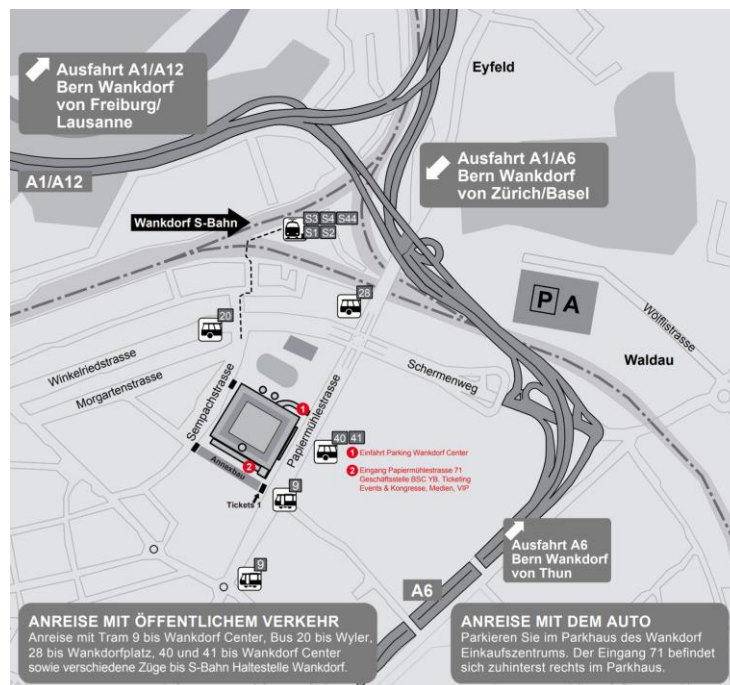 Ausfahrt A1/A12
Bern Wankdorf
von Freiburg/
Lausanne
Eyfeld
Ausfahrt A1/A6
Bern Wankdorf
von Zürich/Basel
A1/A12
Wankdorf S-Bahn
S3 S4 S44
S1 S2
28
20
P A
Wölflistrasse
Waldau
Winkelriedstrasse
Morgartenstrasse
Schermenweg
Sempachstrasse
Papiermühlestrasse
1
2
Annexbau
Tickets 1
40 41
1 Einfahrt Parking Wankdorf Center
2 Eingang Papiermühlestrasse 71
Geschäftsstelle BSC YB, Ticketing
Events & Kongresse, Medien, VIP
9
9
Ausfahrt A6
Bern Wankdorf
von Thun
A6
ANREISE MIT ÖFFENTLICHEM VERKEHR
Anreise mit Tram 9 bis Wankdorf Center, Bus 20 bis Wyler,
28 bis Wankdorfplatz, 40 und 41 bis Wankdorf Center
sowie verschiedene Züge bis S-Bahn Haltestelle Wankdorf.
ANREISE MIT DEM AUTO
Parkieren Sie im Parkhaus des Wankdorf
Einkaufszentrums. Der Eingang 71 befindet
sich zuhinterst rechts im Parkhaus.